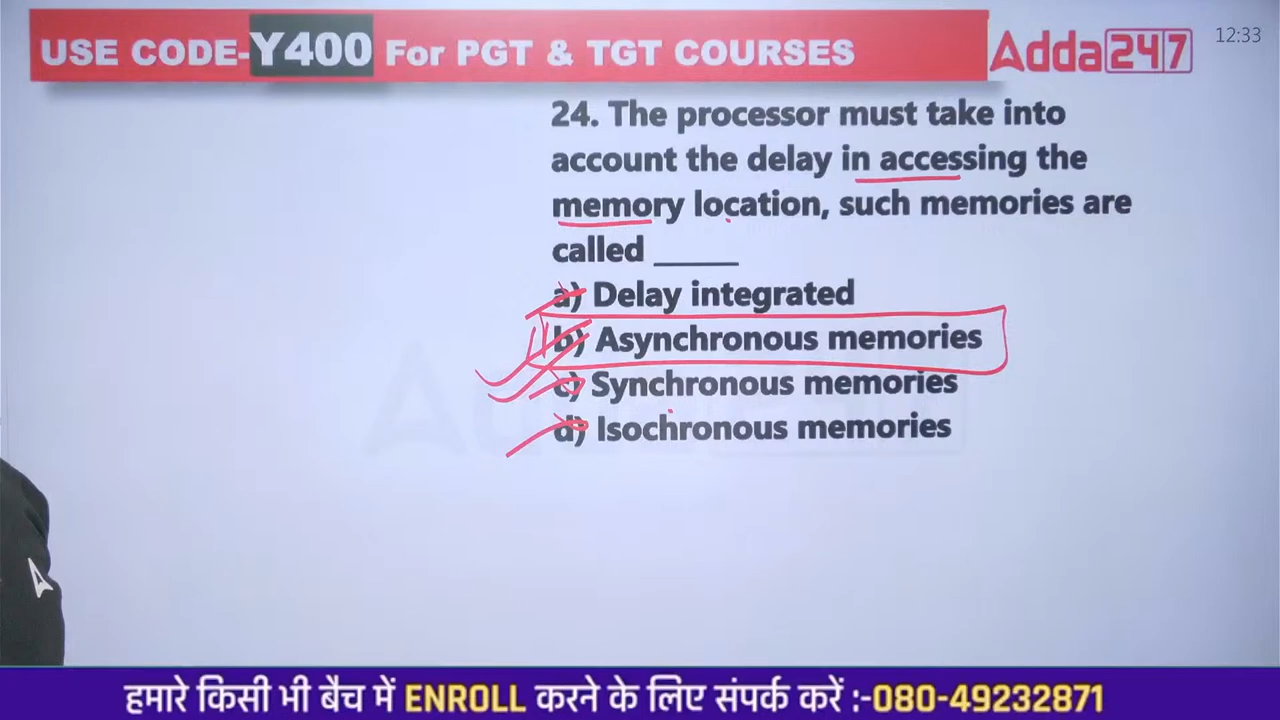 USE CODE-Y400 For PGT & TGT COURSES
Adda247
12:33
24. The processor must take into
account the delay in accessing the
memory location, such memories are
called ______
a) Delay integrated
b) Asynchronous memories
c) Synchronous memories
d) Isochronous memories
हमारे किसी भी बैच में ENROLL करने के लिए संपर्क करें :-080-49232871